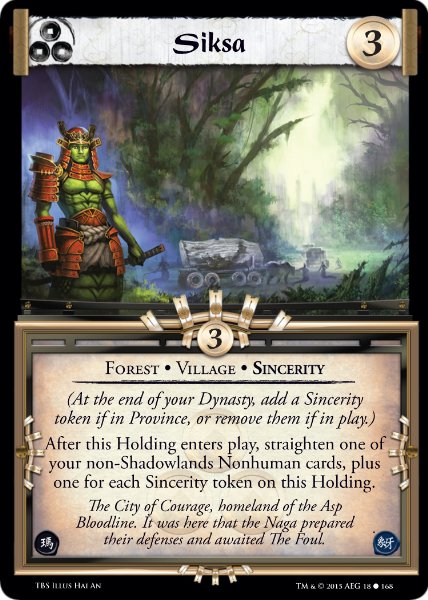 Siksa
3
3
Forest • Village • Sincerity
(At the end of your Dynasty, add a Sincerity
token if in Province, or remove them if in play.)
After this Holding enters play, straighten one of
your non-Shadowlands Nonhuman cards, plus
one for each Sincerity token on this Holding.
The City of Courage, homeland of the Asp
Bloodline. It was here that the Naga prepared
their defenses and awaited The Foul.
瑪
TBS Illus Hai An
TM & © 2015 AEG 18 • 168